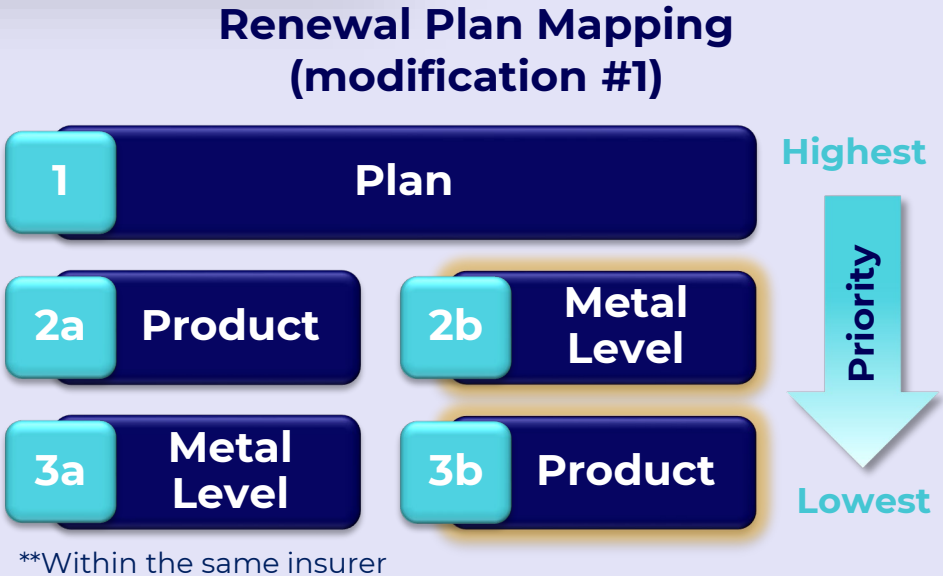 Renewal Plan Mapping
(modification #1)
1 Plan
Highest
2a Product
2b Metal
Level
Priority
3a Metal
Level
3b Product
Lowest
**Within the same insurer